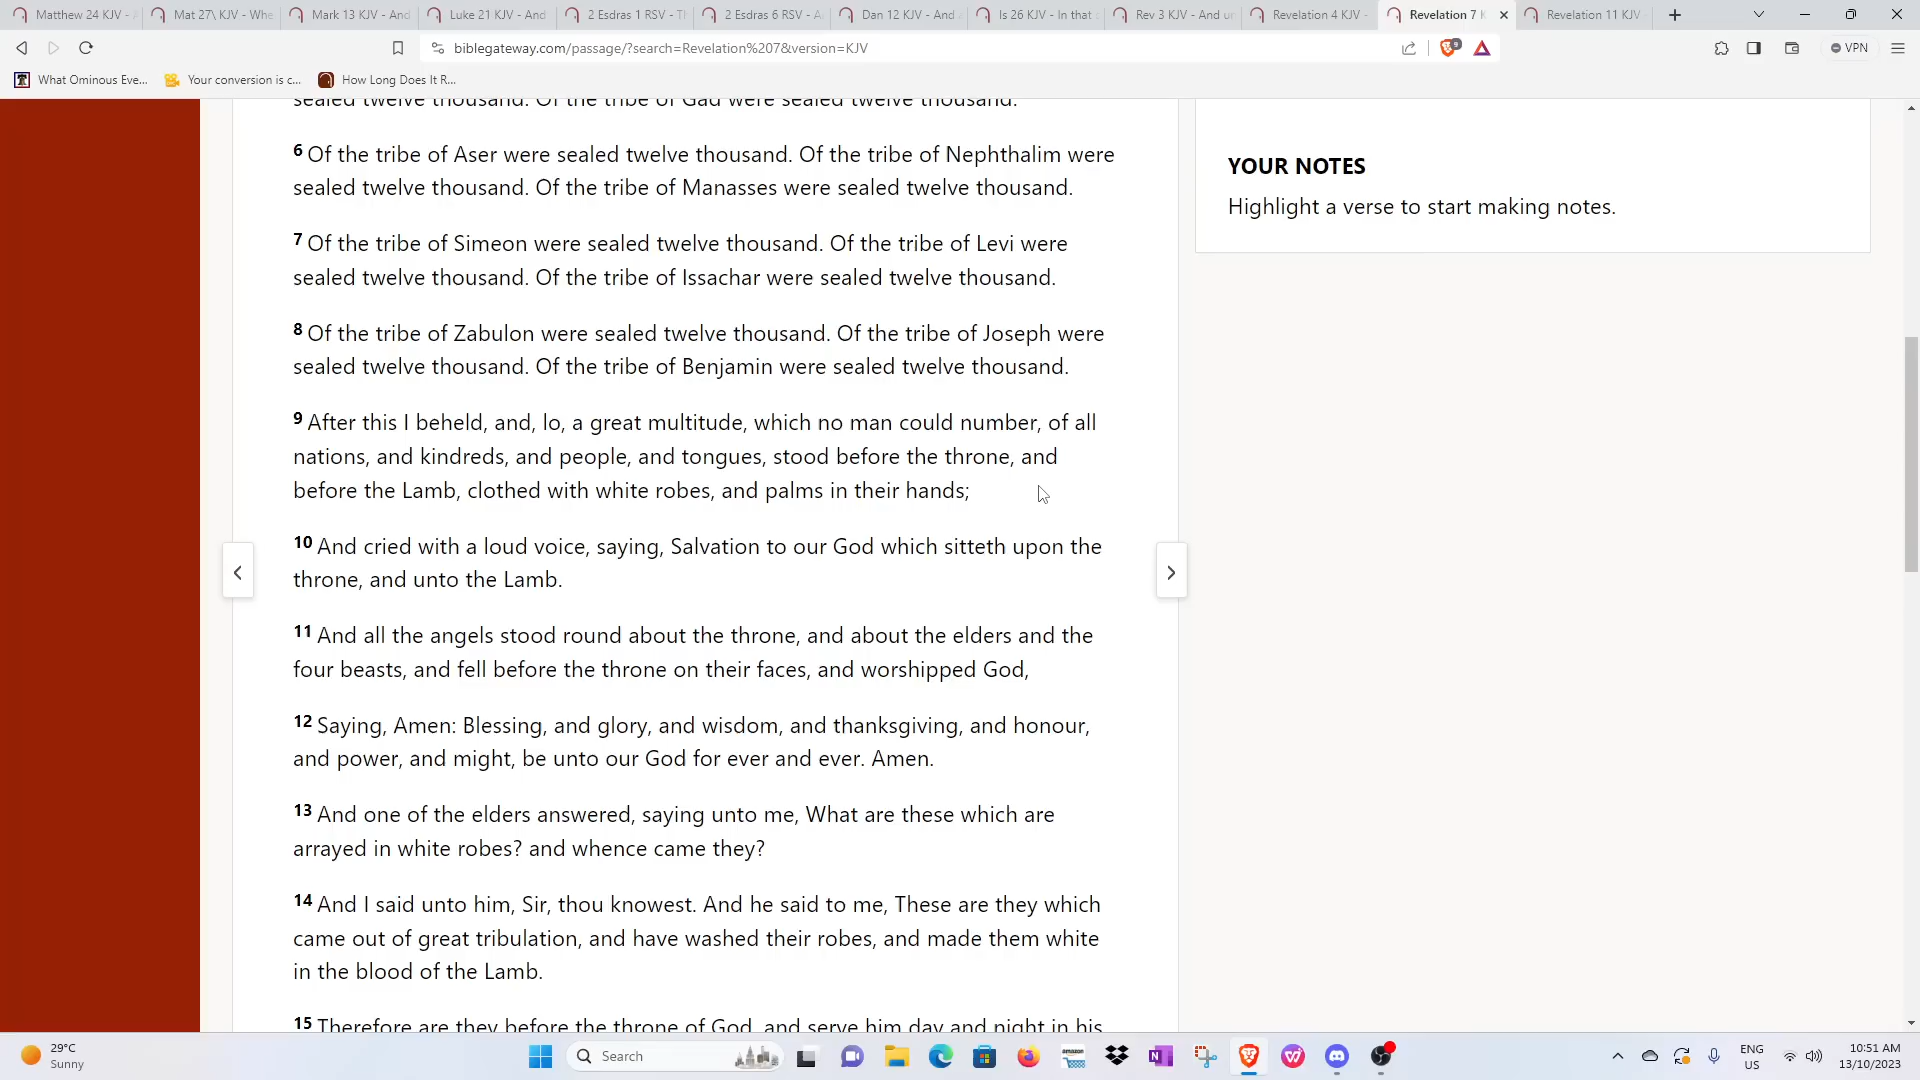 Matthew 24 KJV - A
Mat 27\ KJV - Whe
Mark 13 KJV - And
Luke 21 KJV - And
2 Esdras 1 RSV - Th
2 Esdras 6 RSV - A
Dan 12 KJV - And a
Is 26 KJV - In that
Rev 3 KJV - And un
Revelation 4 KJV -
Revelation 7 K
Revelation 11 KJV
biblegateway.com/passage/?search=Revelation%207&version=KJV
9
VPN
What Ominous Eve...
Your conversion is c...
How Long Does It R...
sealed twelve thousand. Of the tribe of Gad were sealed twelve thousand.
6 Of the tribe of Aser were sealed twelve thousand. Of the tribe of Nephthalim were
sealed twelve thousand. Of the tribe of Manasses were sealed twelve thousand.
7 Of the tribe of Simeon were sealed twelve thousand. Of the tribe of Levi were
sealed twelve thousand. Of the tribe of Issachar were sealed twelve thousand.
8 Of the tribe of Zabulon were sealed twelve thousand. Of the tribe of Joseph were
sealed twelve thousand. Of the tribe of Benjamin were sealed twelve thousand.
9 After this I beheld, and, lo, a great multitude, which no man could number, of all
nations, and kindreds, and people, and tongues, stood before the throne, and
before the Lamb, clothed with white robes, and palms in their hands;
10 And cried with a loud voice, saying, Salvation to our God which sitteth upon the
throne, and unto the Lamb.
11 And all the angels stood round about the throne, and about the elders and the
four beasts, and fell before the throne on their faces, and worshipped God,
12 Saying, Amen: Blessing, and glory, and wisdom, and thanksgiving, and honour,
and power, and might, be unto our God for ever and ever. Amen.
13 And one of the elders answered, saying unto me, What are these which are
arrayed in white robes? and whence came they?
14 And I said unto him, Sir, thou knowest. And he said to me, These are they which
came out of great tribulation, and have washed their robes, and made them white
in the blood of the Lamb.
15 Therefore are they before the throne of God, and serve him day and night in his
YOUR NOTES
Highlight a verse to start making notes.
29°C
Sunny
Search
amazon
ENG
US
10:51 AM
13/10/2023